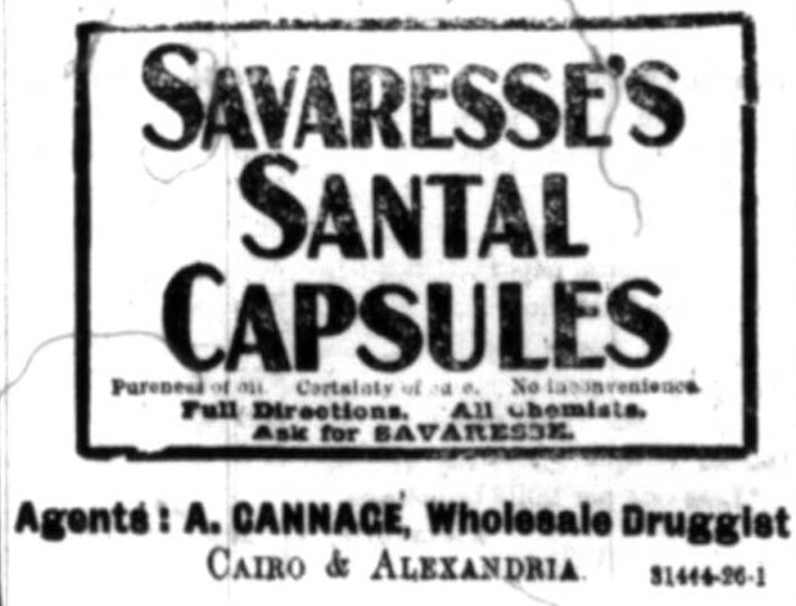 SAVARESSE'S
SANTAL
CAPSULES
Pureness of oil. Certainty of No inconvenience.
Full Directions. All Chemists.
Ask for SAVARESSE.
Agents: A. CANNAGE, Wholesale Druggist
CAIRO & ALEXANDRIA.
31444-26-1